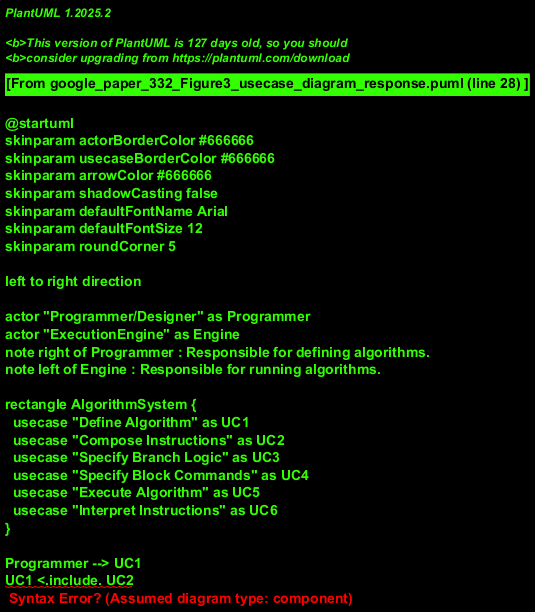 PlantUML 1.2025.2
<b>This version of PlantUML is 127 days old, so you should
<b>consider upgrading from https://plantuml.com/download
[From google_paper_332_Figure3_usecase_diagram_response.puml (line 28) ]
@startuml
skinparam actorBorderColor #666666
skinparam usecaseBorderColor #666666
skinparam arrowColor #666666
skinparam shadowCasting false
skinparam defaultFontName Arial
skinparam defaultFontSize 12
skinparam roundCorner 5
left to right direction
actor "Programmer/Designer" as Programmer
actor "ExecutionEngine" as Engine
note right of Programmer : Responsible for defining algorithms.
note left of Engine : Responsible for running algorithms.
rectangle AlgorithmSystem {
usecase "Define Algorithm" as UC1
usecase "Compose Instructions" as UC2
usecase "Specify Branch Logic" as UC3
usecase "Specify Block Commands" as UC4
usecase "Execute Algorithm" as UC5
usecase "Interpret Instructions" as UC6
}
Programmer --> UC1
UC1 <.include. UC2
Syntax Error? (Assumed diagram type: component)